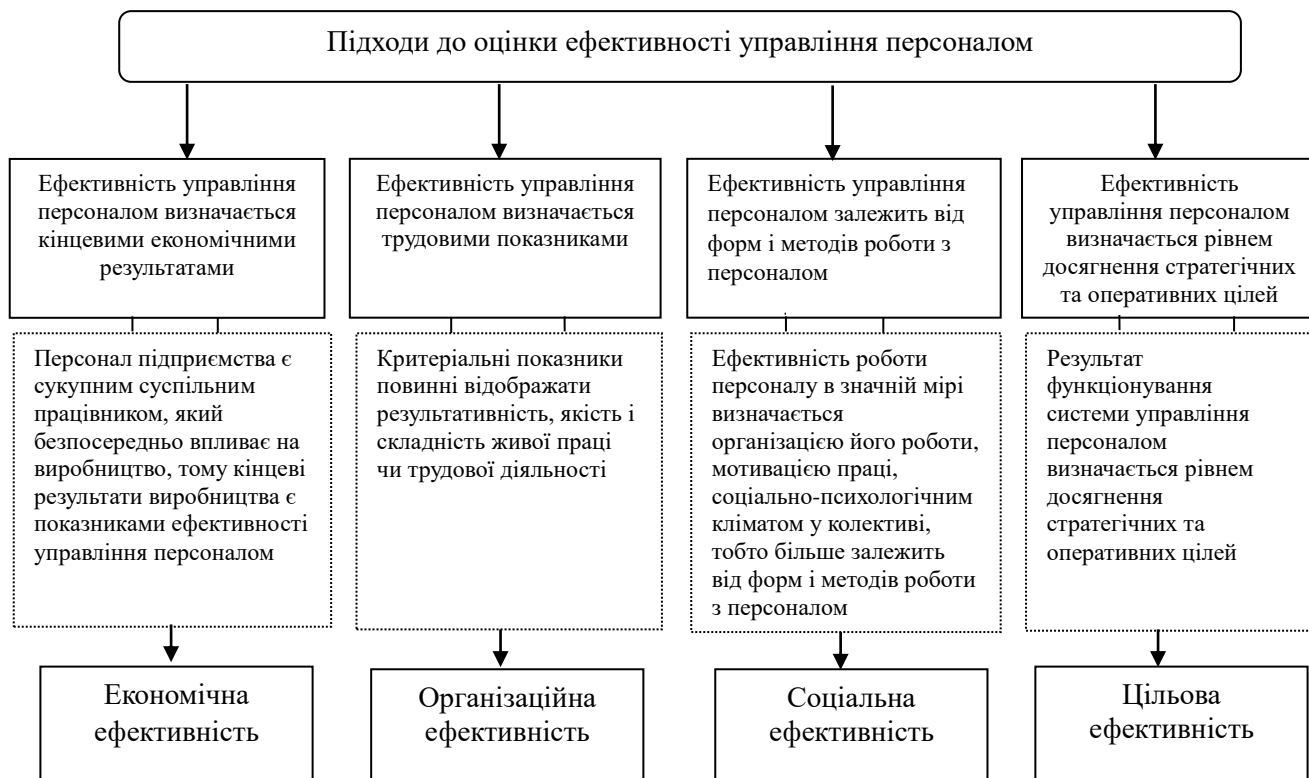 Підходи до оцінки ефективності управління персоналом
Ефективність управління
персоналом визначається
кінцевими економічними
результатами
Ефективність управління
персоналом визначається
трудовими показниками
Ефективність управління
персоналом залежить від
форм і методів роботи з
персоналом
Ефективність
управління персоналом
визначається рівнем
досягнення стратегічних
та оперативних цілей
Персонал підприємства є
сукупним суспільним
працівником, який
безпосередньо впливає на
виробництво, тому кінцеві
результати виробництва є
показниками ефективності
управління персоналом
Критеріальні показники
повинні відображати
результативність, якість і
складність живої праці
чи трудової діяльності
Ефективність роботи
персоналу в значній мірі
визначається
організацією його роботи,
мотивацією праці,
соціально-психологічним
кліматом у колективі,
тобто більше залежить
від форм і методів роботи
з персоналом
Результат
функціонування
системи управління
персоналом
визначається рівнем
досягнення
стратегічних та
оперативних цілей
Економічна
ефективність
Організаційна
ефективність
Соціальна
ефективність
Цільова
ефективність